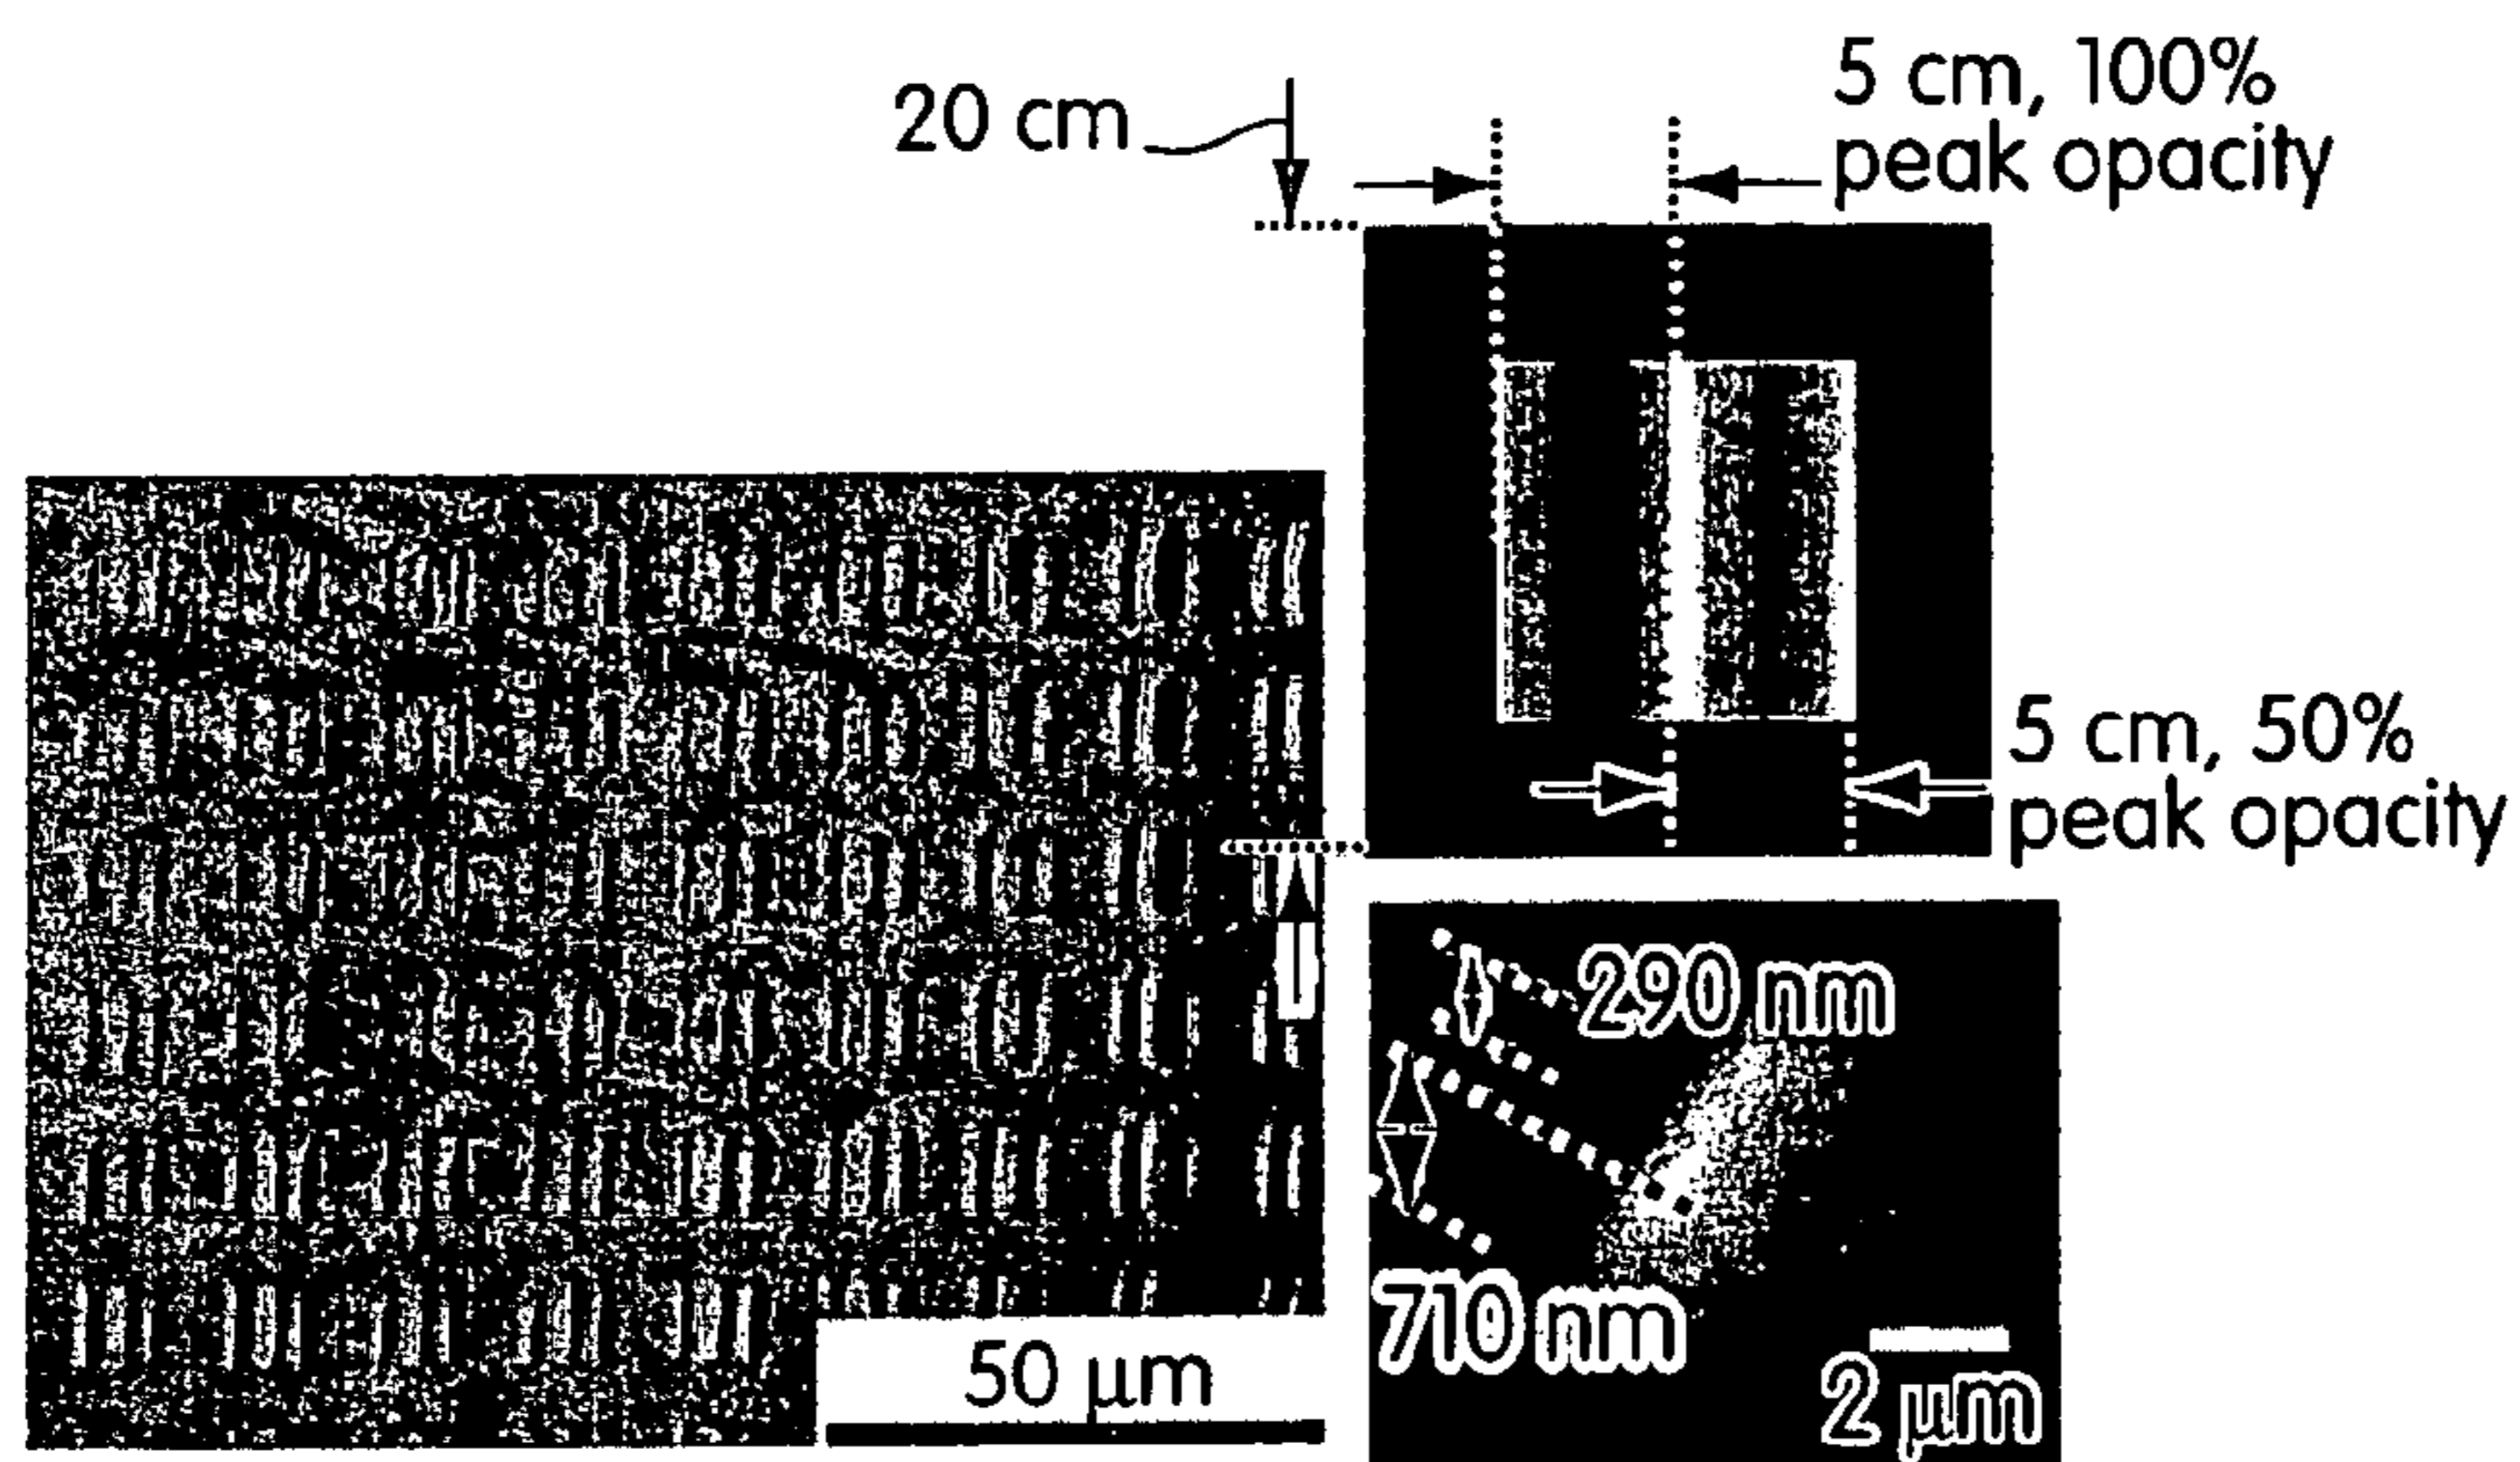 20 cm
5 cm, 100%
peak opacity
5 cm, 50%
peak opacity
290 nm
710 nm
50 μm
2 μm